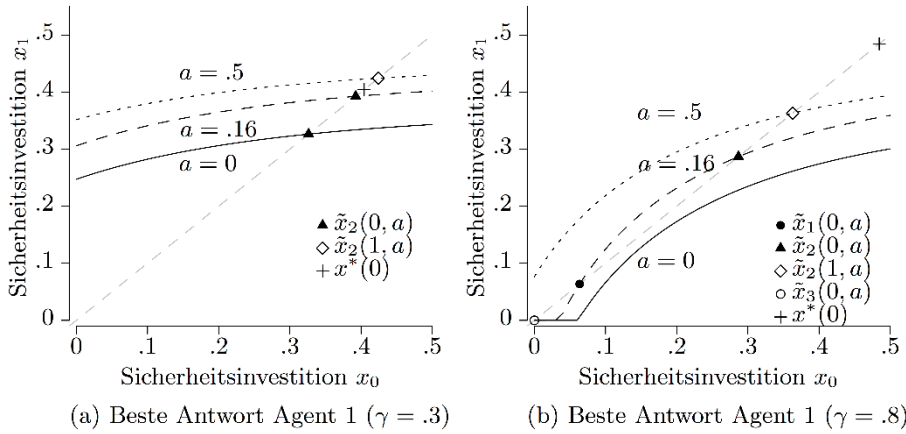 .5
.4
.3
.2
.1
0
Sicherheitsinvestition x₁
a = .5
a = .16
a = 0
▲ x̃₂(0, a)
◇ x̃₂(1, a)
+ x*(0)
0 .1 .2 .3 .4 .5
Sicherheitsinvestition x₀
(a) Beste Antwort Agent 1 (γ = .3)
.5
.4
.3
.2
.1
0
Sicherheitsinvestition x₁
a = .5
a = .16
a = 0
● x̃₁(0, a)
▲ x̃₂(0, a)
◇ x̃₂(1, a)
○ x̃₃(0, a)
+ x*(0)
0 .1 .2 .3 .4 .5
Sicherheitsinvestition x₀
(b) Beste Antwort Agent 1 (γ = .8)